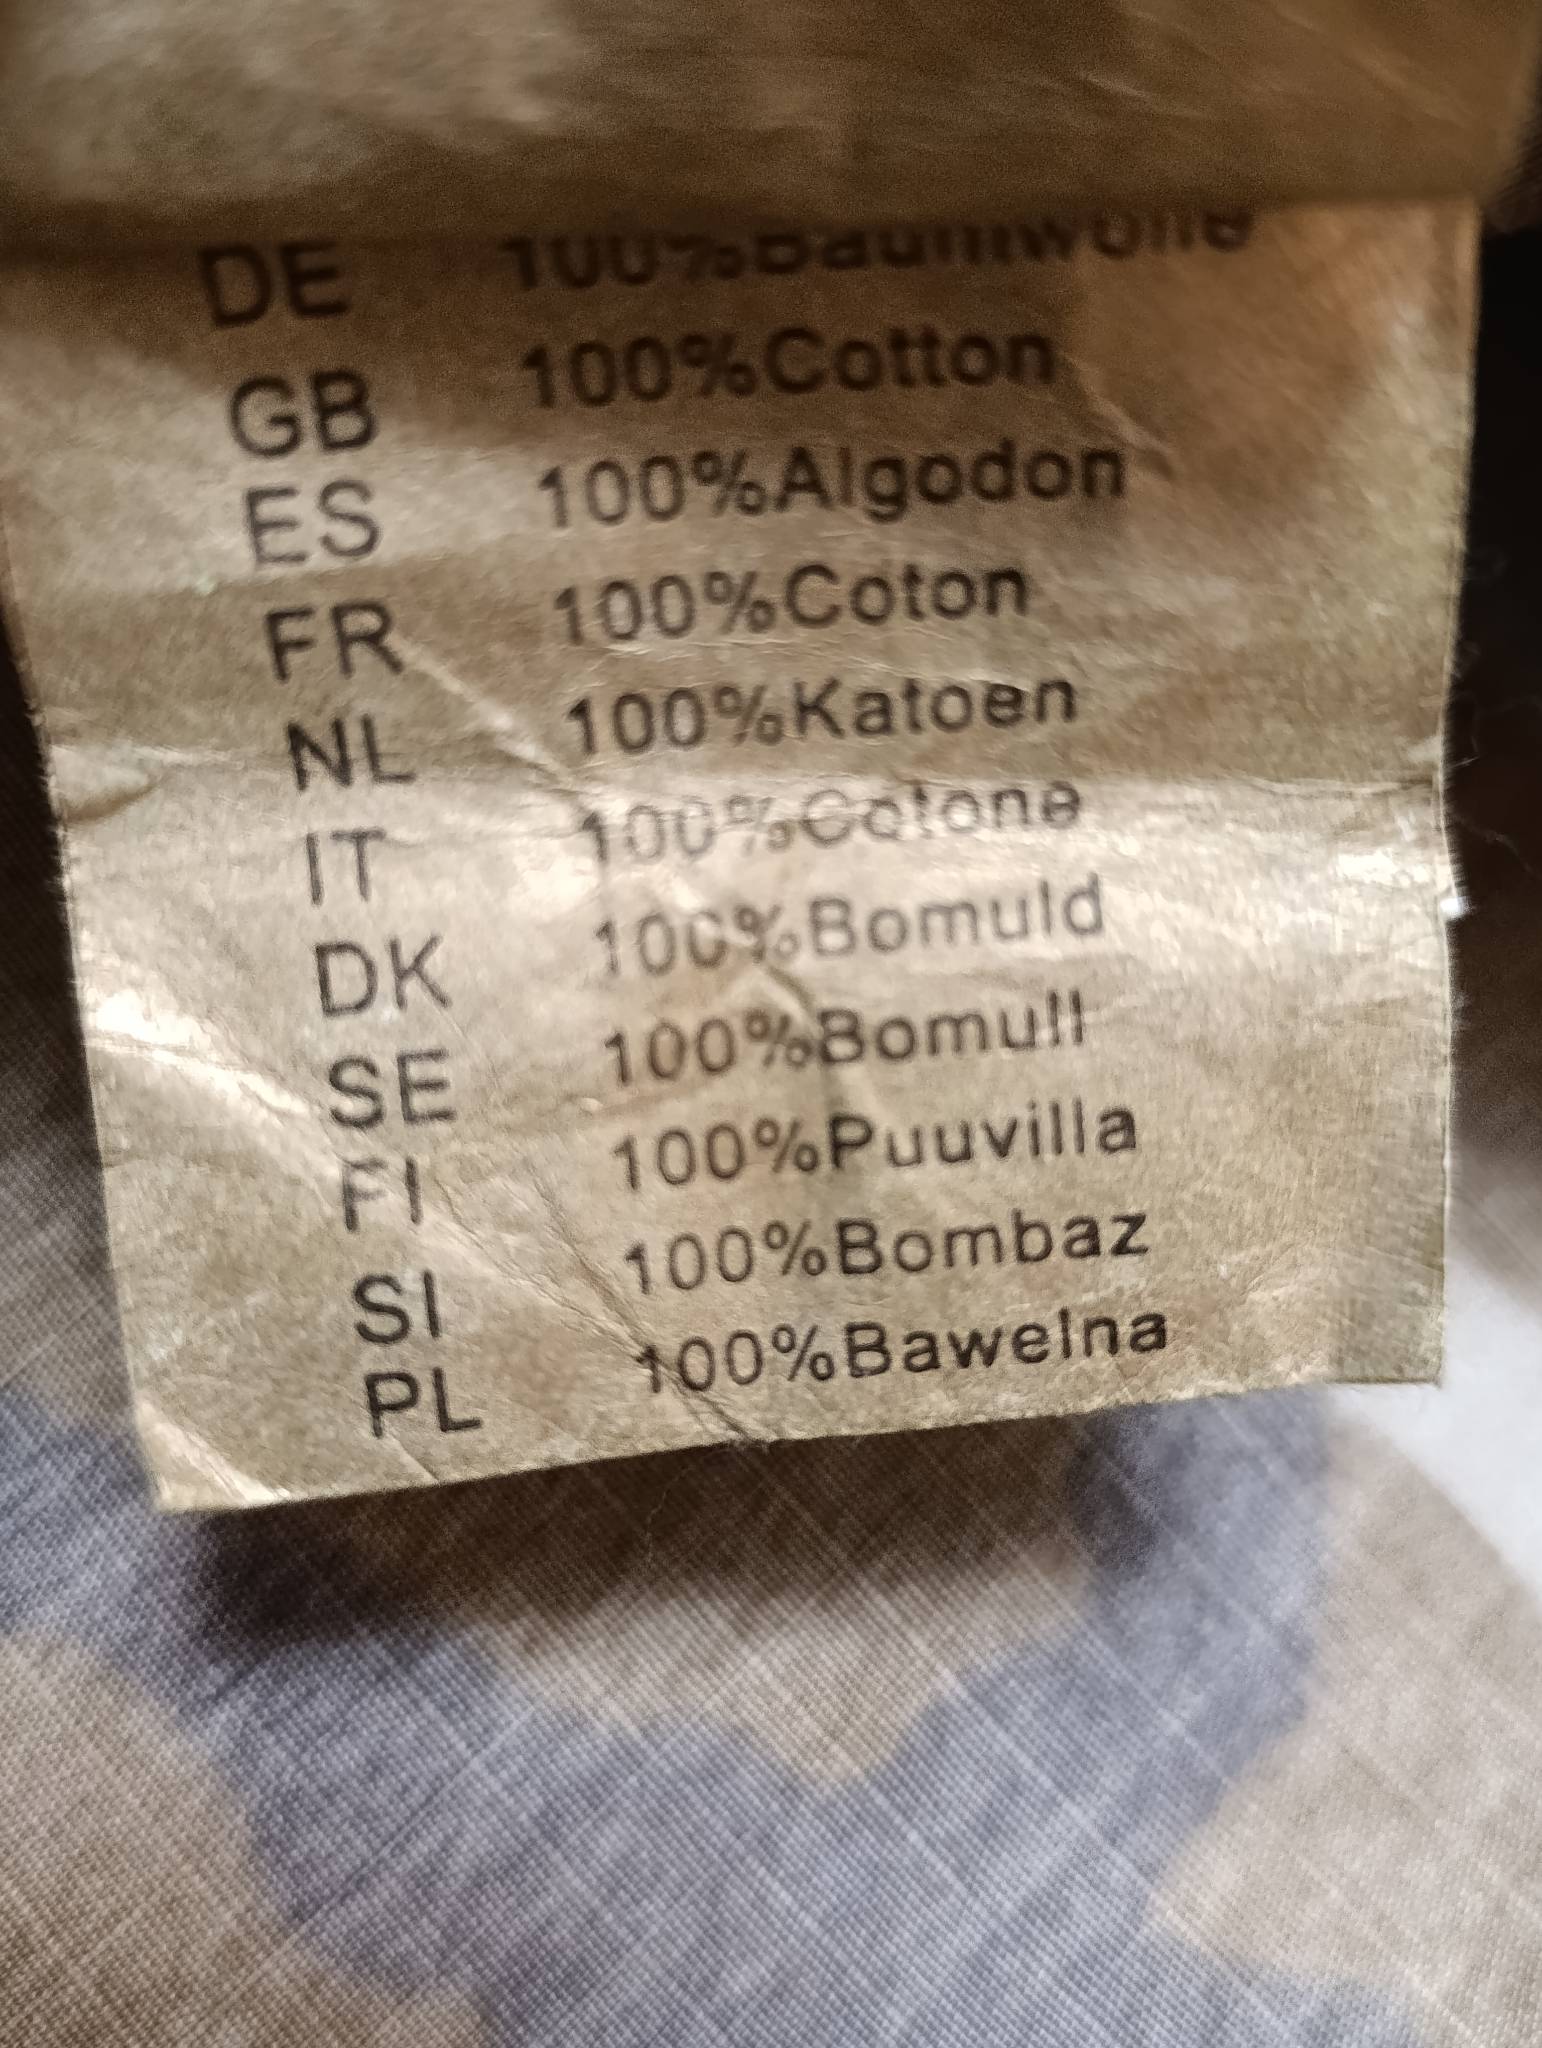 DE 100%Baumwolle
GB 100%Cotton
ES 100%Algodon
FR 100%Coton
NL 100%Katoen
IT 100%Cotone
DK 100%Bomuld
SE 100%Bomull
FI 100%Puuvilla
SI 100%Bombaz
PL 100%Bawelna